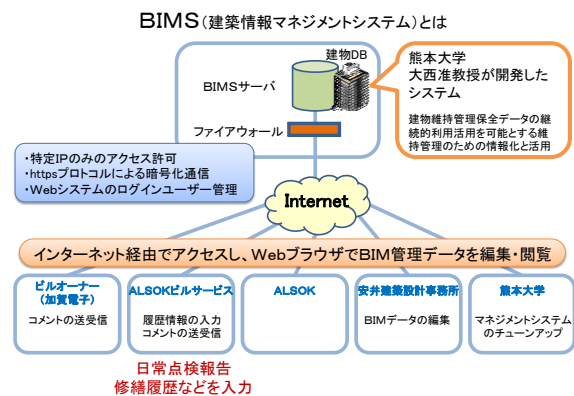 BIMS(建築情報マネジメントシステム)とは
建物DB
BIMSサーバ
ファイアウォール
熊本大学
大西准教授が開発した
システム
建物維持管理保全データの継
続的利用活用を可能とする維
持管理のための情報化と活用
・特定IPのみのアクセス許可
・httpsプロトコルによる暗号化通信
・Webシステムのログインユーザー管理
Internet
インターネット経由でアクセスし、WebブラウザでBIM管理データを編集・閲覧
ビルオーナー
(加賀電子)
コメントの送受信
ALSOKビルサービス
履歴情報の入力
コメントの送受信
ALSOK
安井建築設計事務所
BIMデータの編集
熊本大学
マネジメントシステム
のチューンアップ
日常点検報告
修繕履歴などを入力